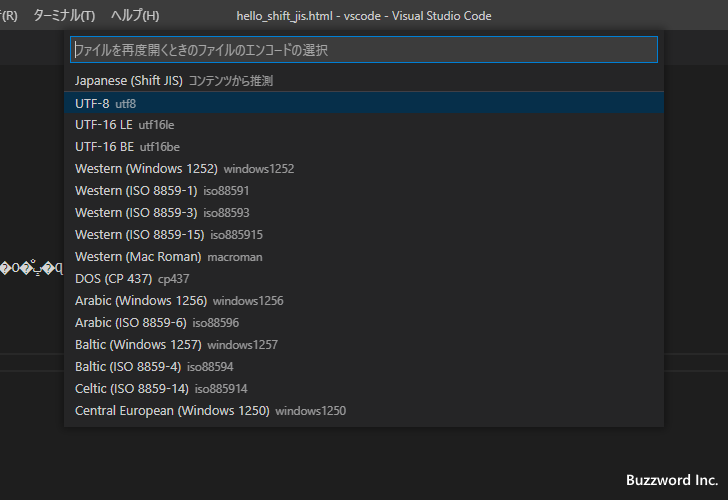 (R) ターミナル(T) ヘルプ(H) hello_shift_jis.html - vscode - Visual Studio Code
ファイルを再度開くときのファイルのエンコードの選択
Japanese (Shift JIS) コンテンツから推測
UTF-8 utf8
UTF-16 LE utf16le
UTF-16 BE utf16be
Western (Windows 1252) windows1252
Western (ISO 8859-1) iso88591
Western (ISO 8859-3) iso88593
Western (ISO 8859-15) iso885915
Western (Mac Roman) macroman
DOS (CP 437) cp437
Arabic (Windows 1256) windows1256
Arabic (ISO 8859-6) iso88596
Baltic (Windows 1257) windows1257
Baltic (ISO 8859-4) iso88594
Celtic (ISO 8859-14) iso885914
Central European (Windows 1250) windows1250
Buzzword Inc.